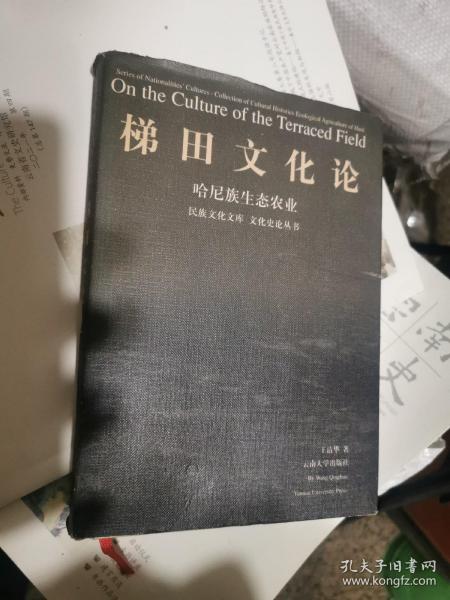 Series of Nationalities' Cultures · Collection of Cultural Histories Ecological Agriculture of Hani
On the Culture of the Terraced Field
梯田文化论
哈尼族生态农业
民族文化文库 文化史论丛书
王清华 著
云南大学出版社
By Wang Qinghua
Yunnan University Press
南
史
孔夫子旧书网
www.kongfz.com